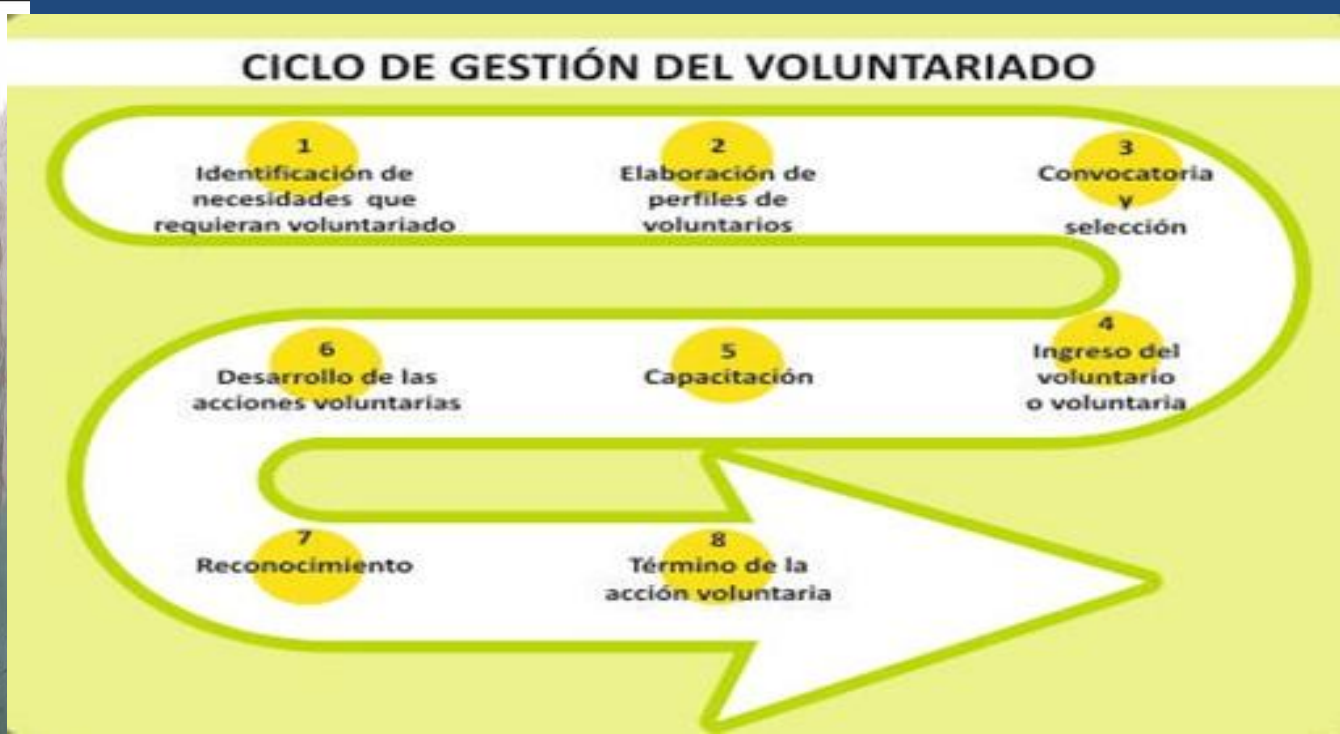 CICLO DE GESTIÓN DEL VOLUNTARIADO
1
Identificación de
necesidades que
requieran voluntariado
2
Elaboración de
perfiles de
voluntarios
3
Convocatoria
y
selección
4
Ingreso del
voluntario
o voluntaria
5
Capacitación
6
Desarrollo de las
acciones voluntarias
7
Reconocimiento
8
Término de la
acción voluntaria